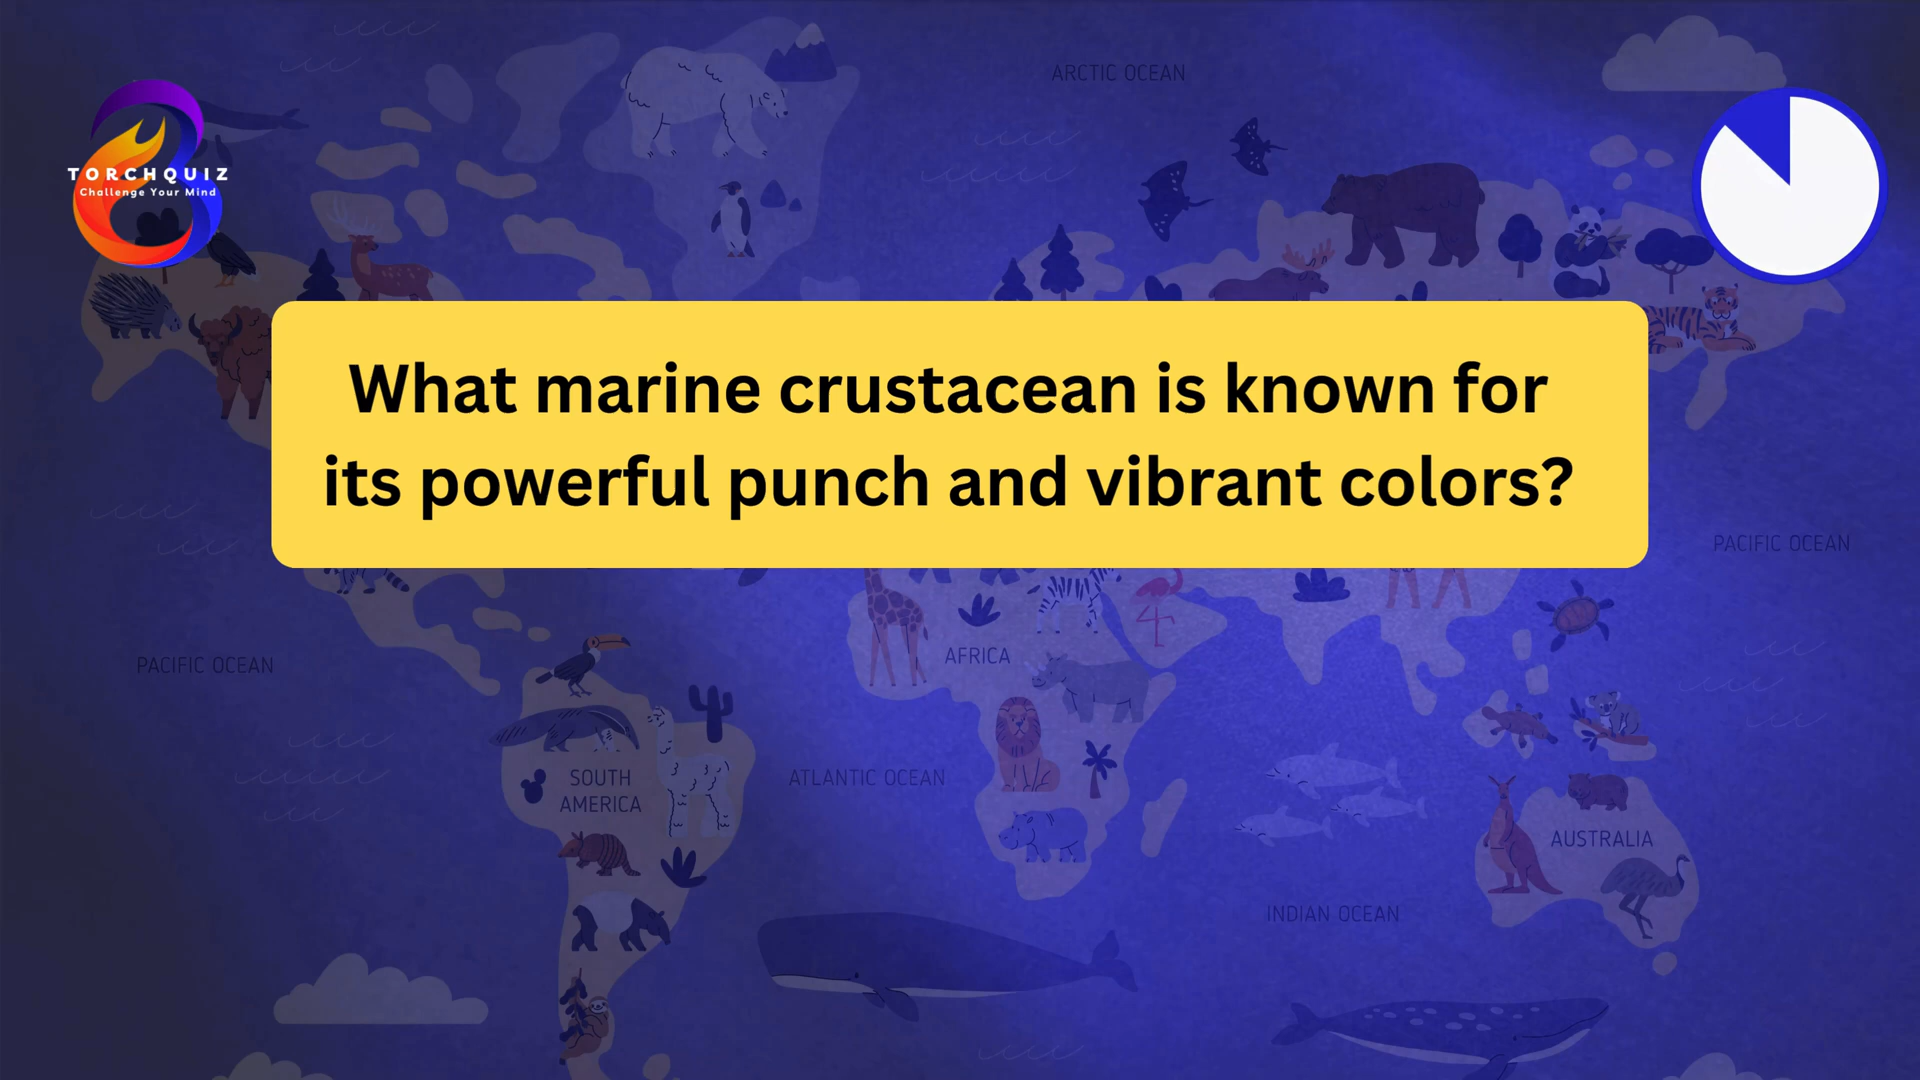 ARCTIC OCEAN
TORCHQUIZ
Challenge Your Mind
What marine crustacean is known for
its powerful punch and vibrant colors?
PACIFIC OCEAN
PACIFIC OCEAN
AFRICA
SOUTH
AMERICA
ATLANTIC OCEAN
AUSTRALIA
INDIAN OCEAN